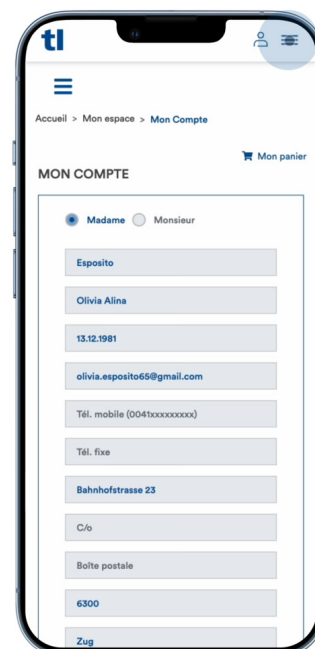 tl
Accueil > Mon espace > Mon Compte
Mon panier
MON COMPTE
Madame Monsieur
Esposito
Olivia Alina
13.12.1981
olivia.esposito65@gmail.com
Tél. mobile (0041xxxxxxxxx)
Tél. fixe
Bahnhofstrasse 23
C/o
Boîte postale
6300
Zug